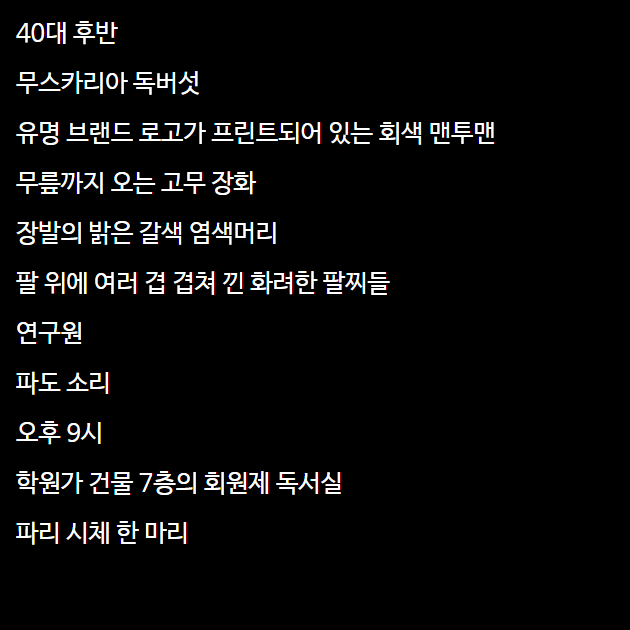 40대 후반
무스카리아 독버섯
유명 브랜드 로고가 프린트되어 있는 회색 맨투맨
무릎까지 오는 고무 장화
장발의 밝은 갈색 염색머리
팔 위에 여러 겹 겹쳐 낀 화려한 팔찌들
연구원
파도 소리
오후 9시
학원가 건물 7층의 회원제 독서실
파리 시체 한 마리